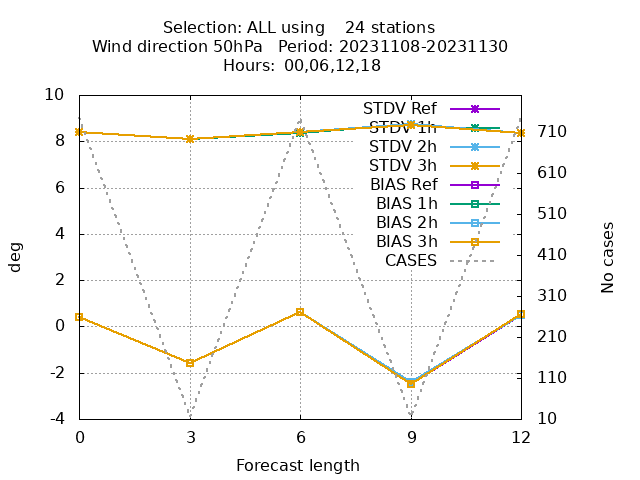 Selection: ALL using    24 stations
Wind direction 50hPa   Period: 20231108-20231130
Hours: 00,06,12,18
STDV Ref
STDV 1h
STDV 2h
STDV 3h
BIAS Ref
BIAS 1h
BIAS 2h
BIAS 3h
CASES
10
8
6
4
2
0
-2
-4
deg
710
610
510
410
310
210
110
10
No cases
0 3 6 9 12
Forecast length